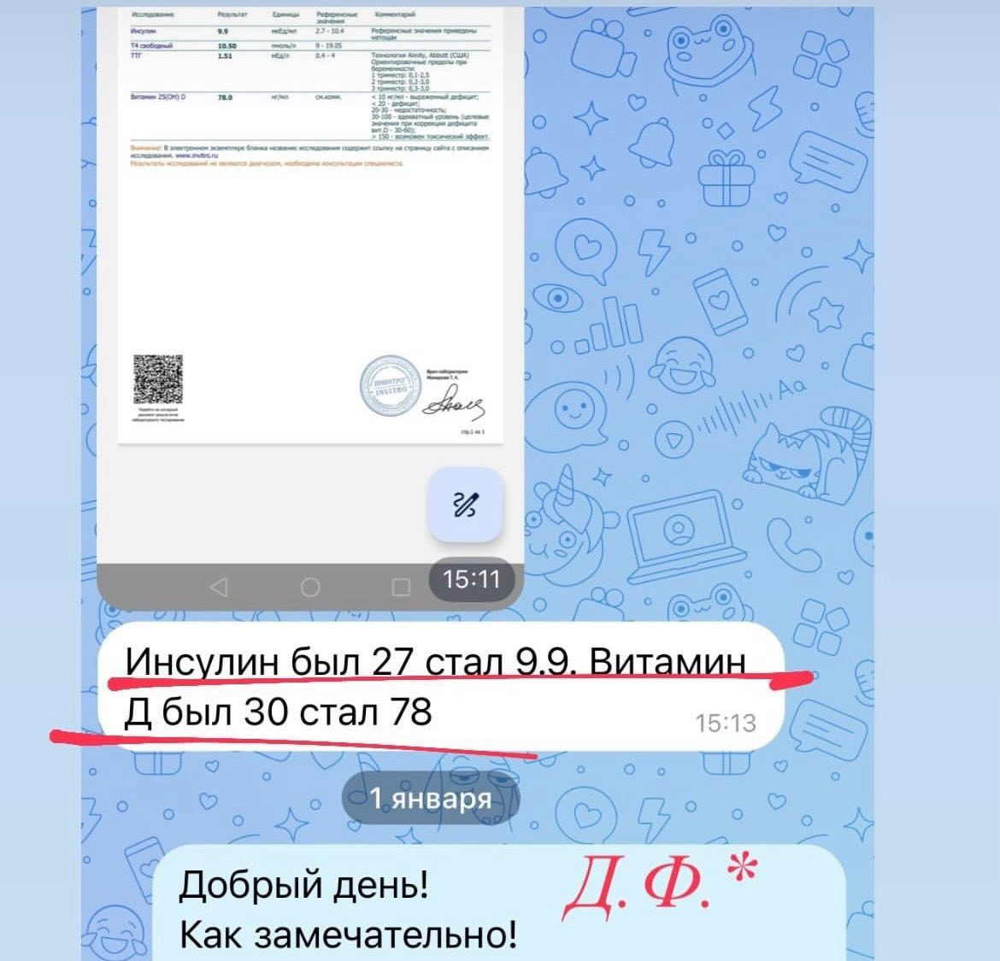 Исследование Результат Единицы Референсные значения Комментарий
Инсулин 9.9 мкЕд/мл 2.7 - 10.4 Референсные значения приведены
натощак
Т4 свободный 10.50 пмоль/л 9 - 19.05
ТТГ 1.51 мЕд/л 0.4 - 4 Технология Alinity, Abbott (США)
Ориентировочные пределы при
беременности:
1 триместр: 0,1-2,5
2 триместр: 0,2-3,0
3 триместр: 0,3-3,0
Витамин 25(OH) D 78.0 нг/мл см.комм. < 10 нг/мл - выраженный дефицит;
< 20 - дефицит;
20-30 - недостаточность;
30-100 - адекватный уровень (целевые
значения при коррекции дефицита
вит.D - 30-60);
> 150 - возможен токсический эффект.
Внимание! В электронном экземпляре бланка название исследования содержит ссылку на страницу сайта с описанием
исследования. www.invitro.ru
Результаты исследований не являются диагнозом, необходима консультация специалиста.
ИНВИТРО
INVITRO
Врач-лаборатории
Макарова Т. А.
стр.1 из 1
15:11
Инсулин был 27 стал 9.9. Витамин
Д был 30 стал 78
15:13
1 января
Добрый день!
Д. Ф.*
Как замечательно!
Aa